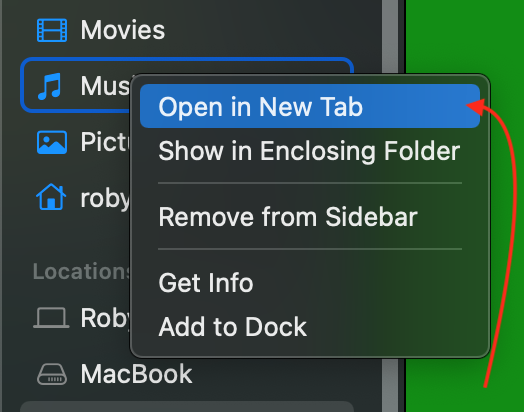 Movies
Mus
Open in New Tab
Pict
Show in Enclosing Folder
roby
Remove from Sidebar
Locations
Get Info
Roby
Add to Dock
MacBook